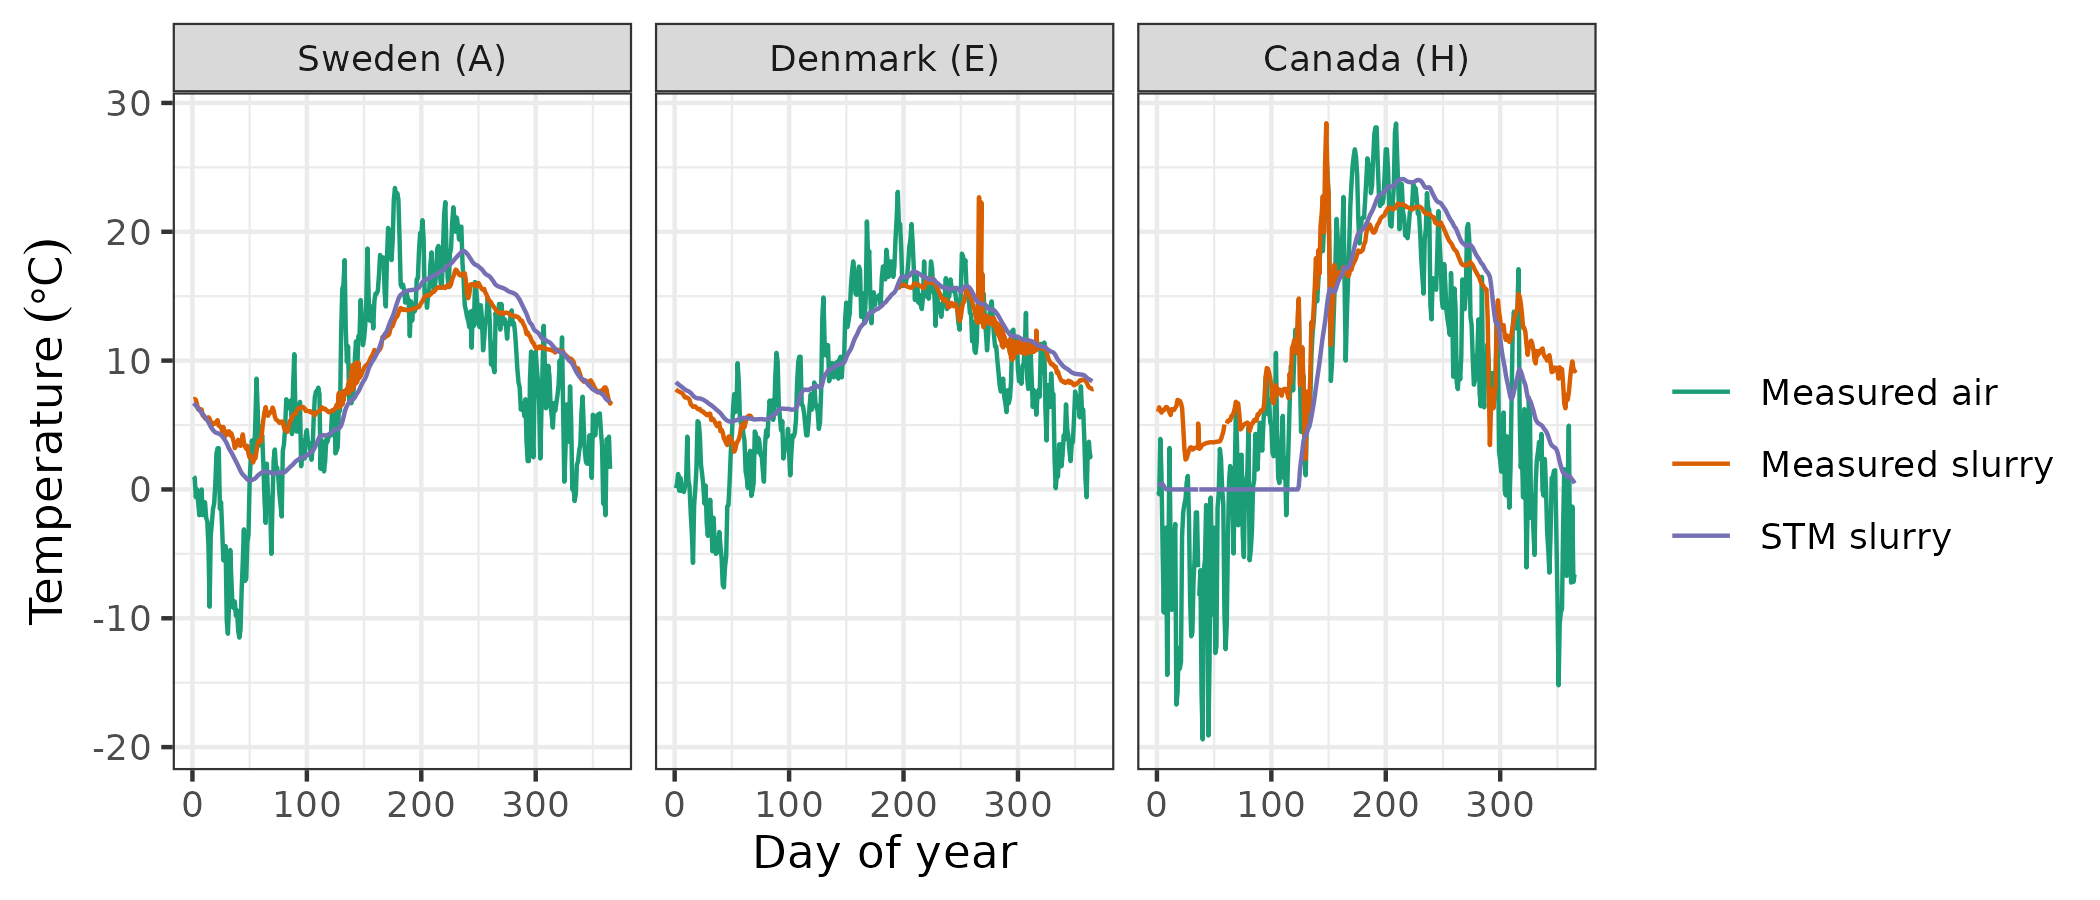 Sweden (A) Denmark (E) Canada (H)
30
20
10
0
-10
-20
Temperature (°C)
0 100 200 300 0 100 200 300 0 100 200 300
Day of year
Measured air
Measured slurry
STM slurry